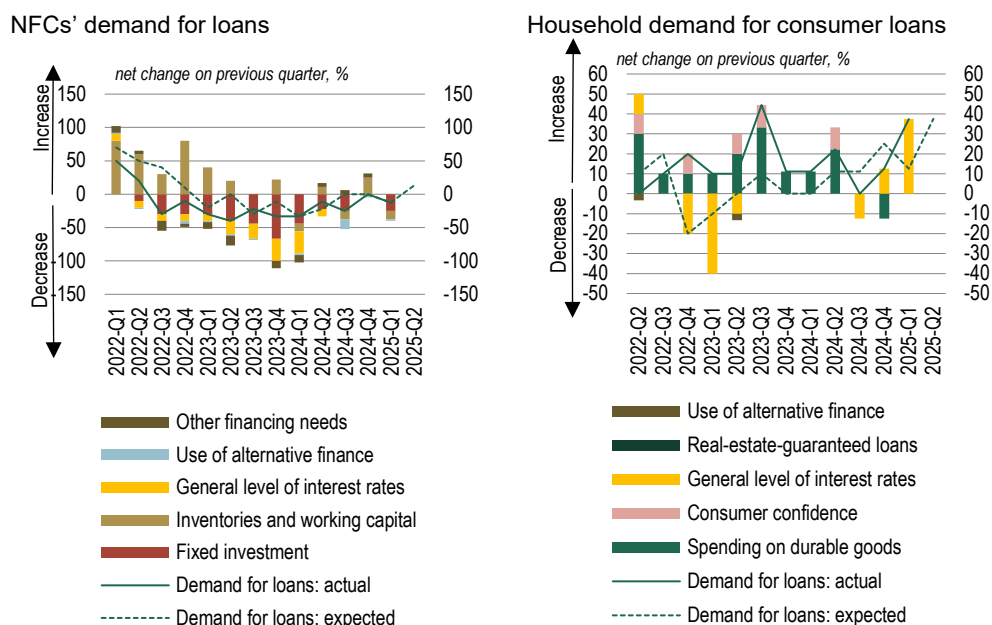 NFCs’ demand for loans
net change on previous quarter, %
Increase
Decrease
150
100
50
0
-50
-100
-150
150
100
50
0
-50
-100
-150
2022-Q1
2022-Q2
2022-Q3
2022-Q4
2023-Q1
2023-Q2
2023-Q3
2023-Q4
2024-Q1
2024-Q2
2024-Q3
2024-Q4
2025-Q1
2025-Q2
Other financing needs
Use of alternative finance
General level of interest rates
Inventories and working capital
Fixed investment
Demand for loans: actual
Demand for loans: expected
Household demand for consumer loans
net change on previous quarter, %
Increase
Decrease
60
50
40
30
20
10
0
-10
-20
-30
-40
-50
60
50
40
30
20
10
0
-10
-20
-30
-40
-50
2022-Q2
2022-Q3
2022-Q4
2023-Q1
2023-Q2
2023-Q3
2023-Q4
2024-Q1
2024-Q2
2024-Q3
2024-Q4
2025-Q1
2025-Q2
Use of alternative finance
Real-estate-guaranteed loans
General level of interest rates
Consumer confidence
Spending on durable goods
Demand for loans: actual
Demand for loans: expected